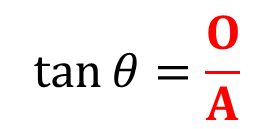 tan θ = O/A